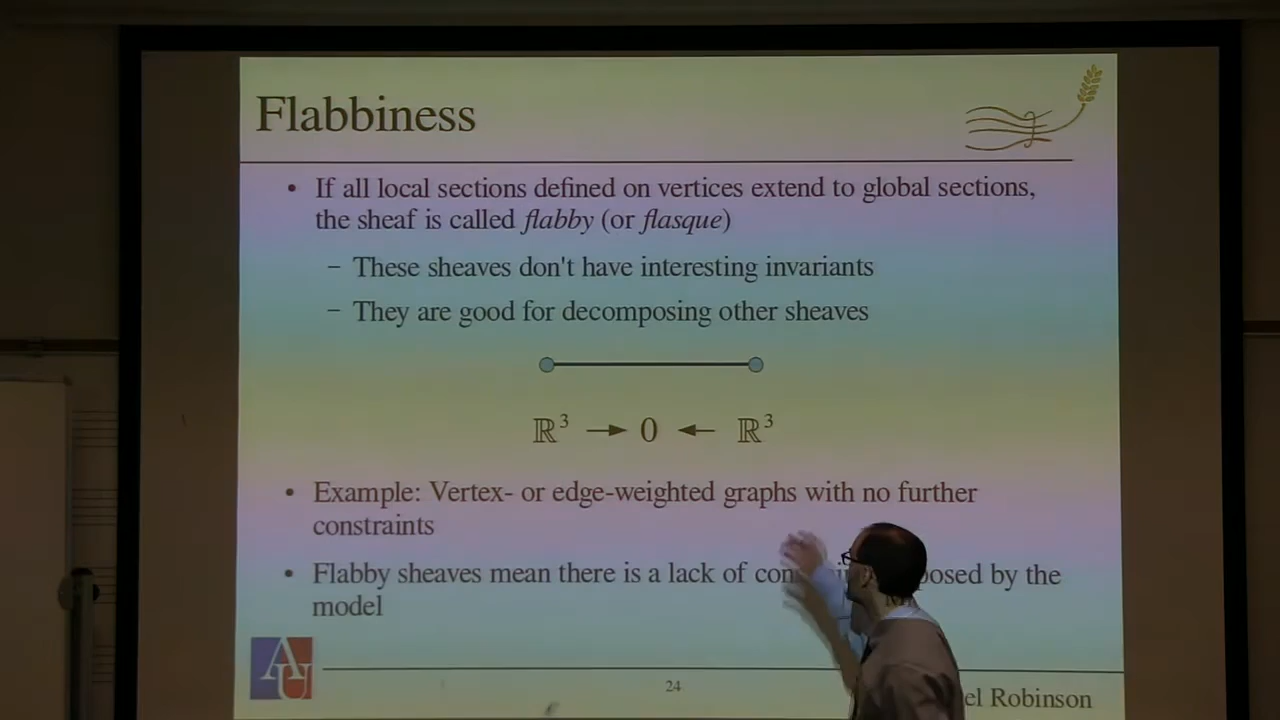 Flabbiness
• If all local sections defined on vertices extend to global sections,
the sheaf is called flabby (or flasque)
– These sheaves don't have interesting invariants
– They are good for decomposing other sheaves
ℝ³ → 0 ← ℝ³
• Example: Vertex- or edge-weighted graphs with no further
constraints
• Flabby sheaves mean there is a lack of posed by the
model
AU
24
el Robinson